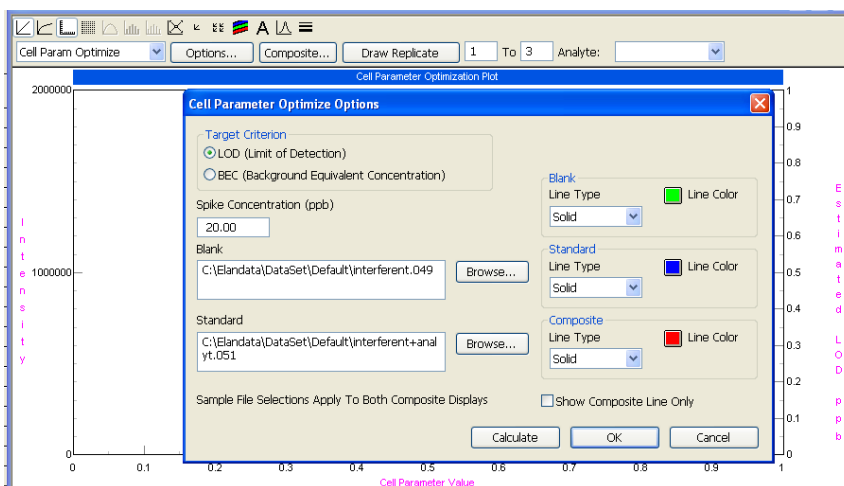 A
Cell Param Optimize Options... Composite... Draw Replicate 1 To 3 Analyte:
Cell Parameter Optimization Plot
2000000
1000000
0
Intensity
Cell Parameter Optimize Options
Target Criterion
LOD (Limit of Detection)
BEC (Background Equivalent Concentration)
Spike Concentration (ppb)
20.00
Blank
C:\Elandata\DataSet\Default\interferent.049
Browse...
Standard
C:\Elandata\DataSet\Default\interferent+anal
yt.051
Browse...
Sample File Selections Apply To Both Composite Displays
Blank
Line Type Line Color
Solid
Standard
Line Type Line Color
Solid
Composite
Line Type Line Color
Solid
Show Composite Line Only
Calculate OK Cancel
1
0.9
0.8
0.7
0.6
0.5
0.4
0.3
0.2
0.1
0
Estimated LOD ppb
0 0.1 0.2 0.3 0.4 0.5 0.6 0.7 0.8 0.9 1
Cell Parameter Value